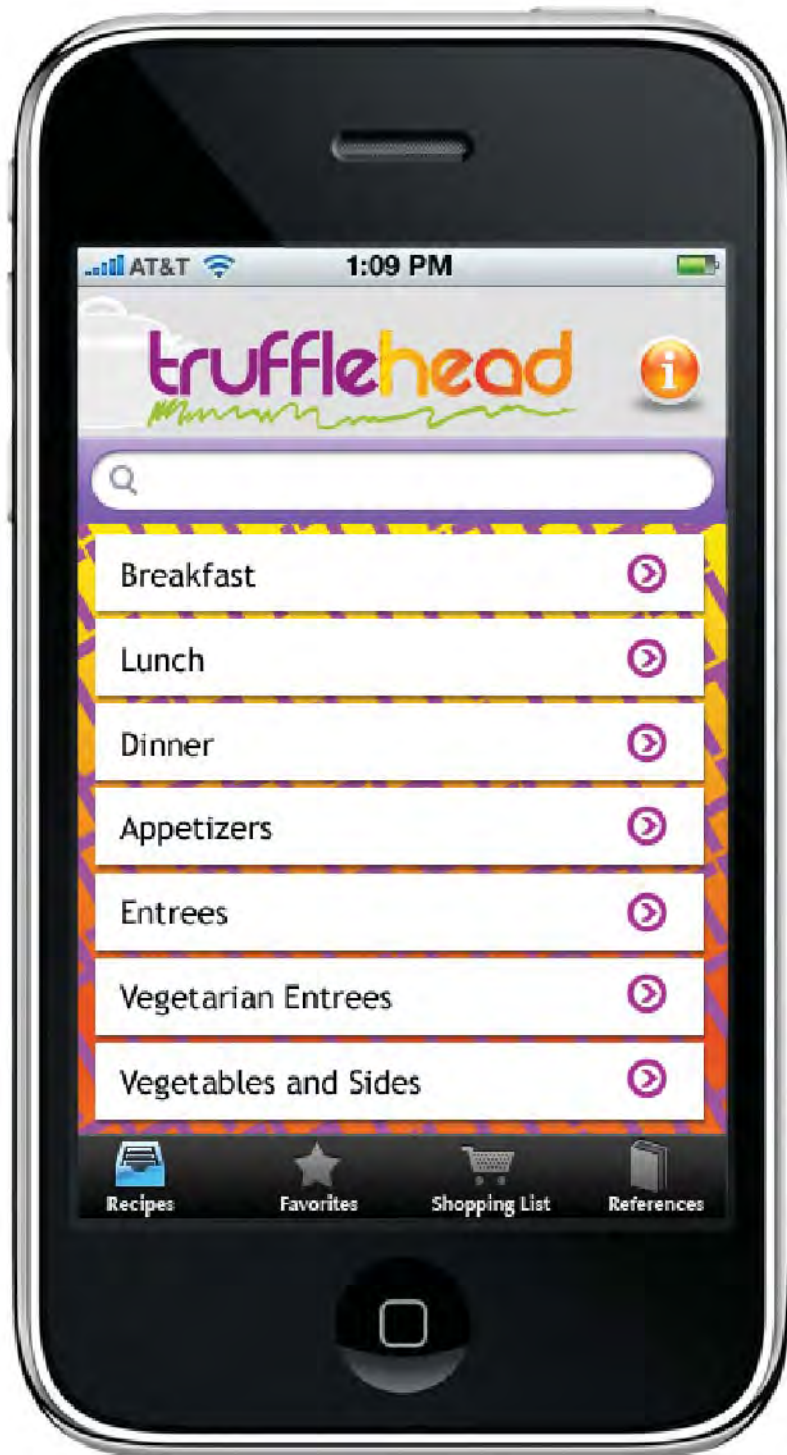 AT&T 1:09 PM
trufflehead
i
Breakfast
Lunch
Dinner
Appetizers
Entrees
Vegetarian Entrees
Vegetables and Sides
Recipes Favorites Shopping List References